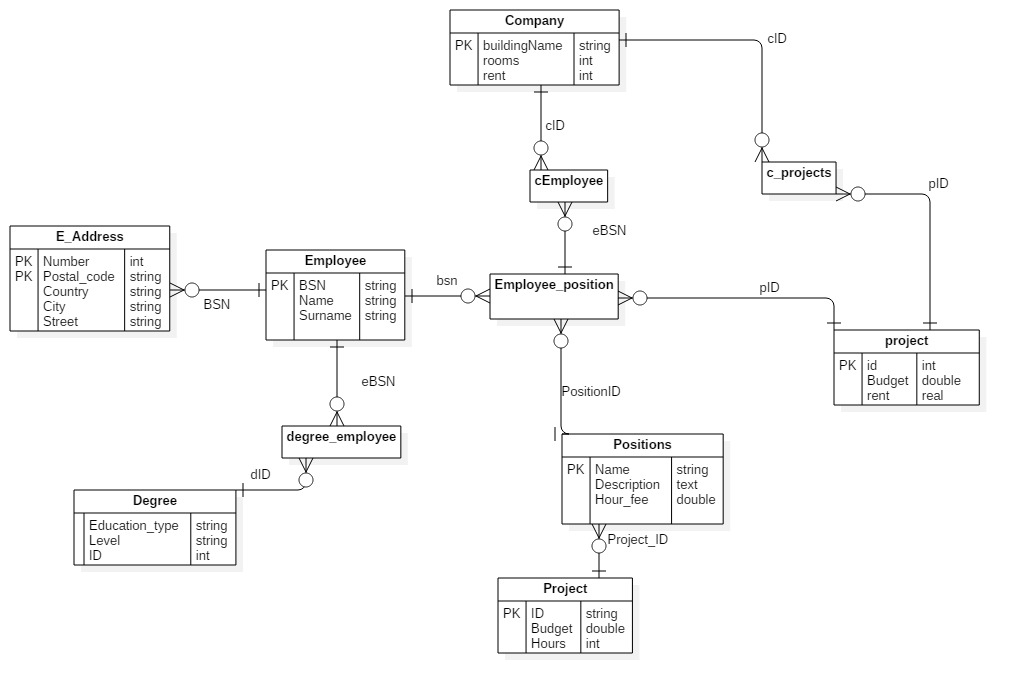 Company
PK buildingName string
rooms int
rent int
cID
cID
cEmployee
c_projects
pID
eBSN
E_Address
PK Number int
PK Postal_code string
Country string
City string
Street string
BSN
Employee
PK BSN string
Name string
Surname string
bsn
Employee_position
pID
project
PK id int
Budget double
rent real
eBSN
PositionID
degree_employee
dID
Degree
Education_type string
Level string
ID int
Positions
PK Name string
Description text
Hour_fee double
Project_ID
Project
PK ID string
Budget double
Hours int